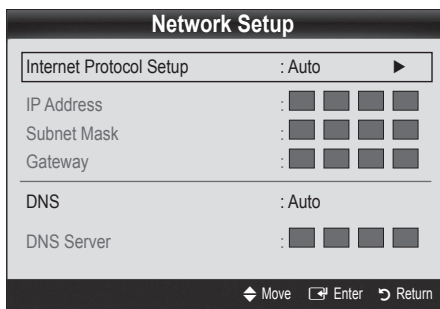 Network Setup
Internet Protocol Setup : Auto ►
IP Address :
Subnet Mask :
Gateway :
DNS : Auto
DNS Server :
Move Enter Return